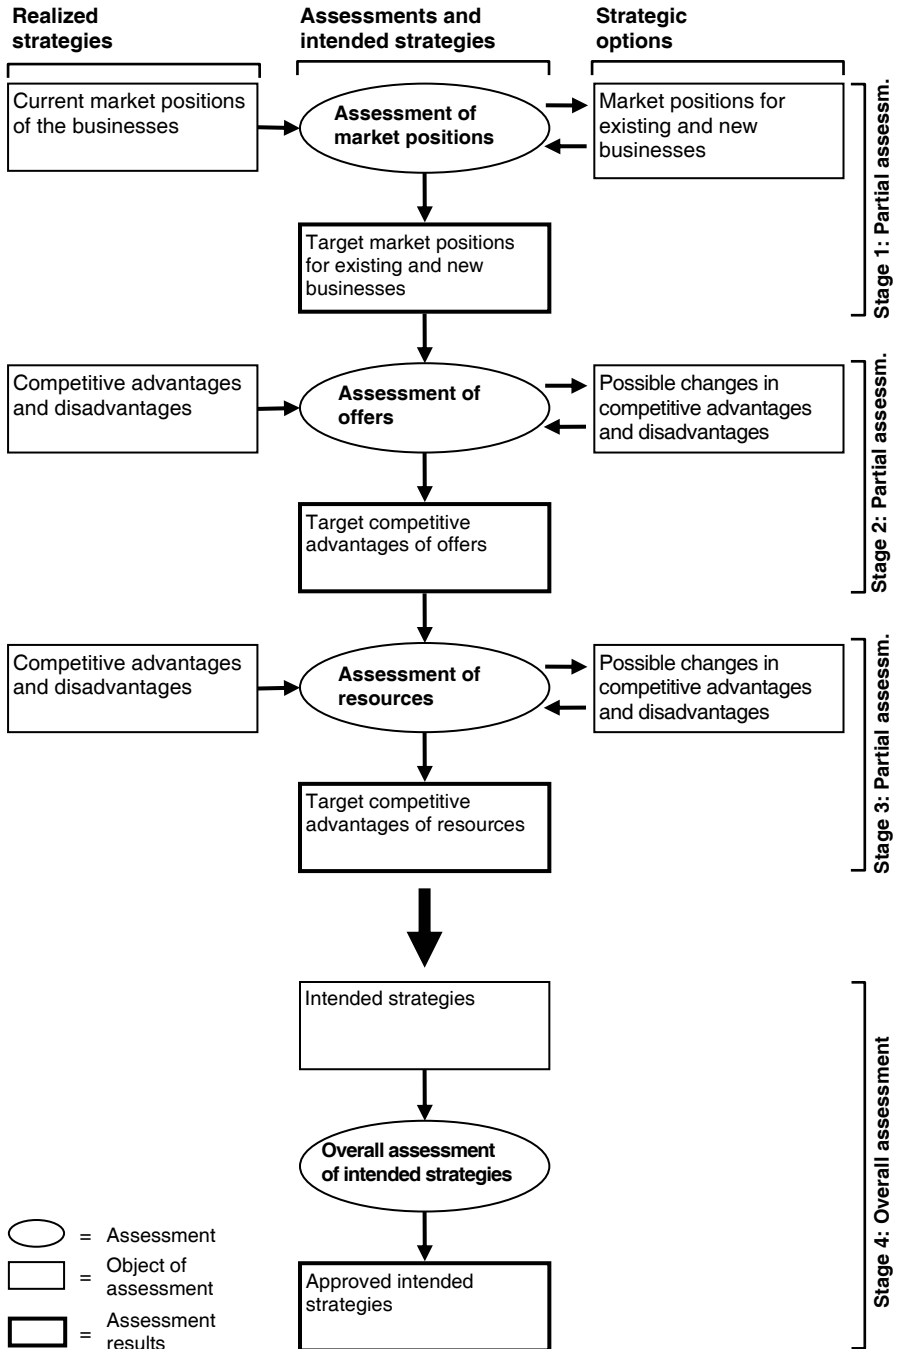 Realized
strategies
Assessments and
intended strategies
Strategic
options
Current market positions
of the businesses
Assessment of
market positions
Market positions for
existing and new
businesses
Stage 1: Partial assessm.
Target market positions
for existing and new
businesses
Competitive advantages
and disadvantages
Assessment of
offers
Possible changes in
competitive advantages
and disadvantages
Stage 2: Partial assessm.
Target competitive
advantages of offers
Competitive advantages
and disadvantages
Assessment of
resources
Possible changes in
competitive advantages
and disadvantages
Stage 3: Partial assessm.
Target competitive
advantages of resources
Intended strategies
Overall assessment
of intended strategies
Stage 4: Overall assessment
Approved intended
strategies
= Assessment
= Object of
assessment
= Assessment
results